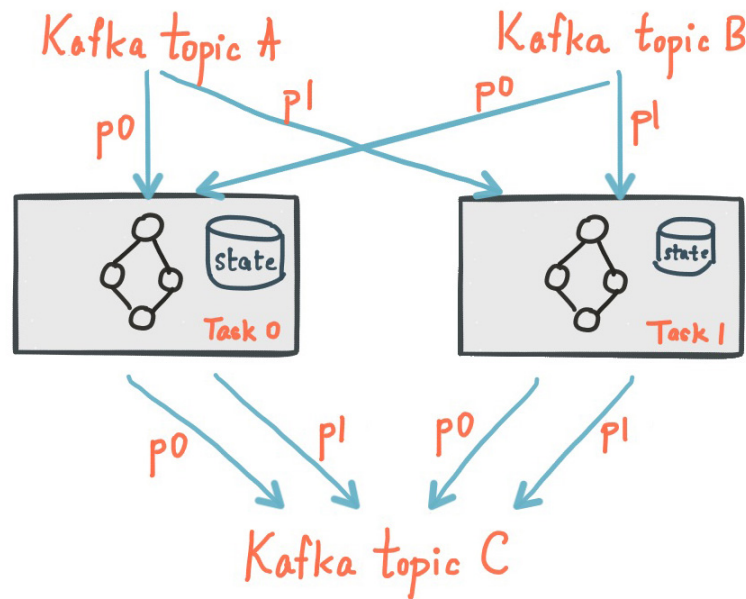 Kafka topic A
Kafka topic B
p0
p1
p0
p1
state
Task 0
state
Task 1
p0
p1
p0
p1
Kafka topic C